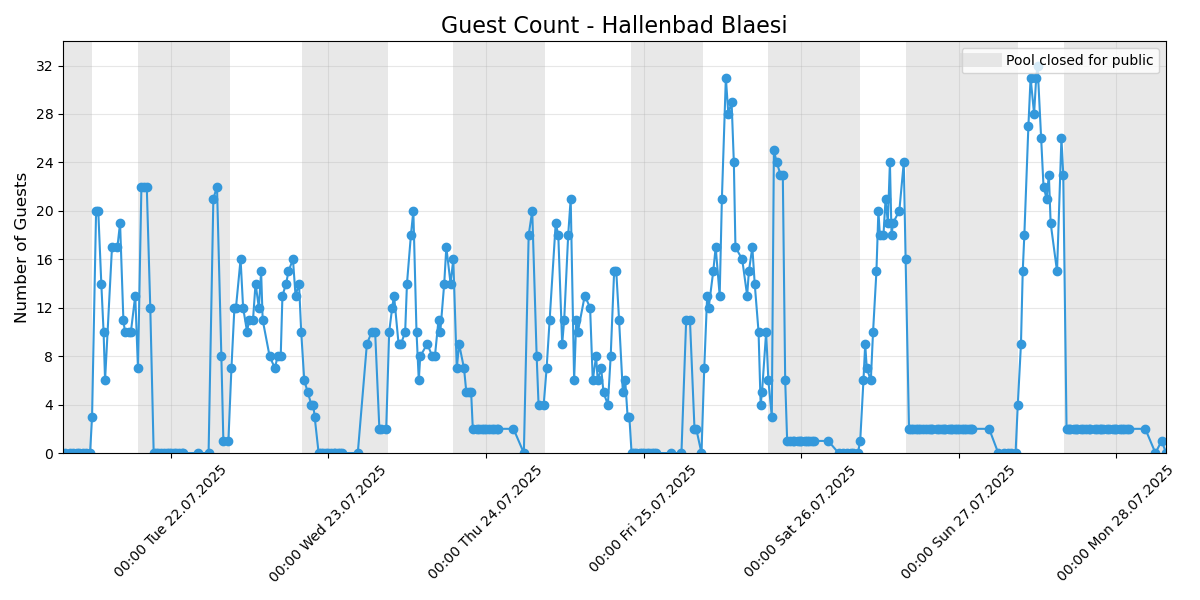 Guest Count - Hallenbad Blaesi
Pool closed for public
Number of Guests
32
28
24
20
16
12
8
4
0
00:00 Tue 22.07.2025
00:00 Wed 23.07.2025
00:00 Thu 24.07.2025
00:00 Fri 25.07.2025
00:00 Sat 26.07.2025
00:00 Sun 27.07.2025
00:00 Mon 28.07.2025